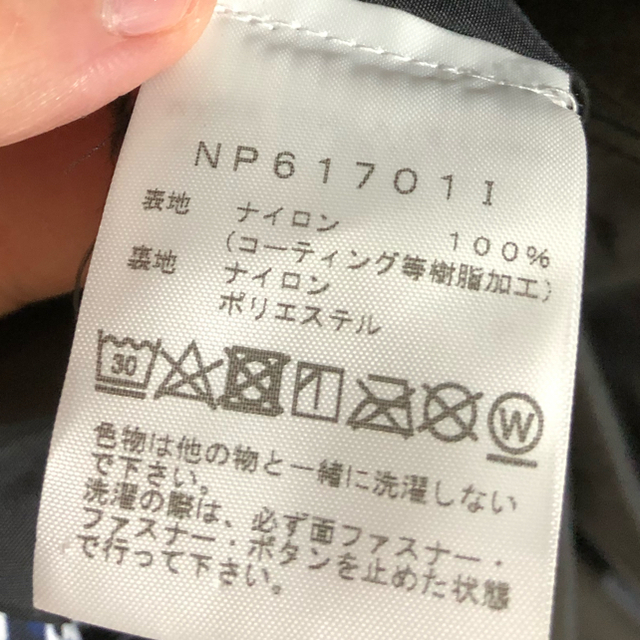 NP61701I
表地 ナイロン 100%
(コーティング等樹脂加工)
裏地 ナイロン
ポリエステル
30 W
色物は他の物と一緒に洗濯しない
で下さい。
洗濯の際は、必ず面ファスナー・
ファスナー・ボタンを止めた状態
で行って下さい。